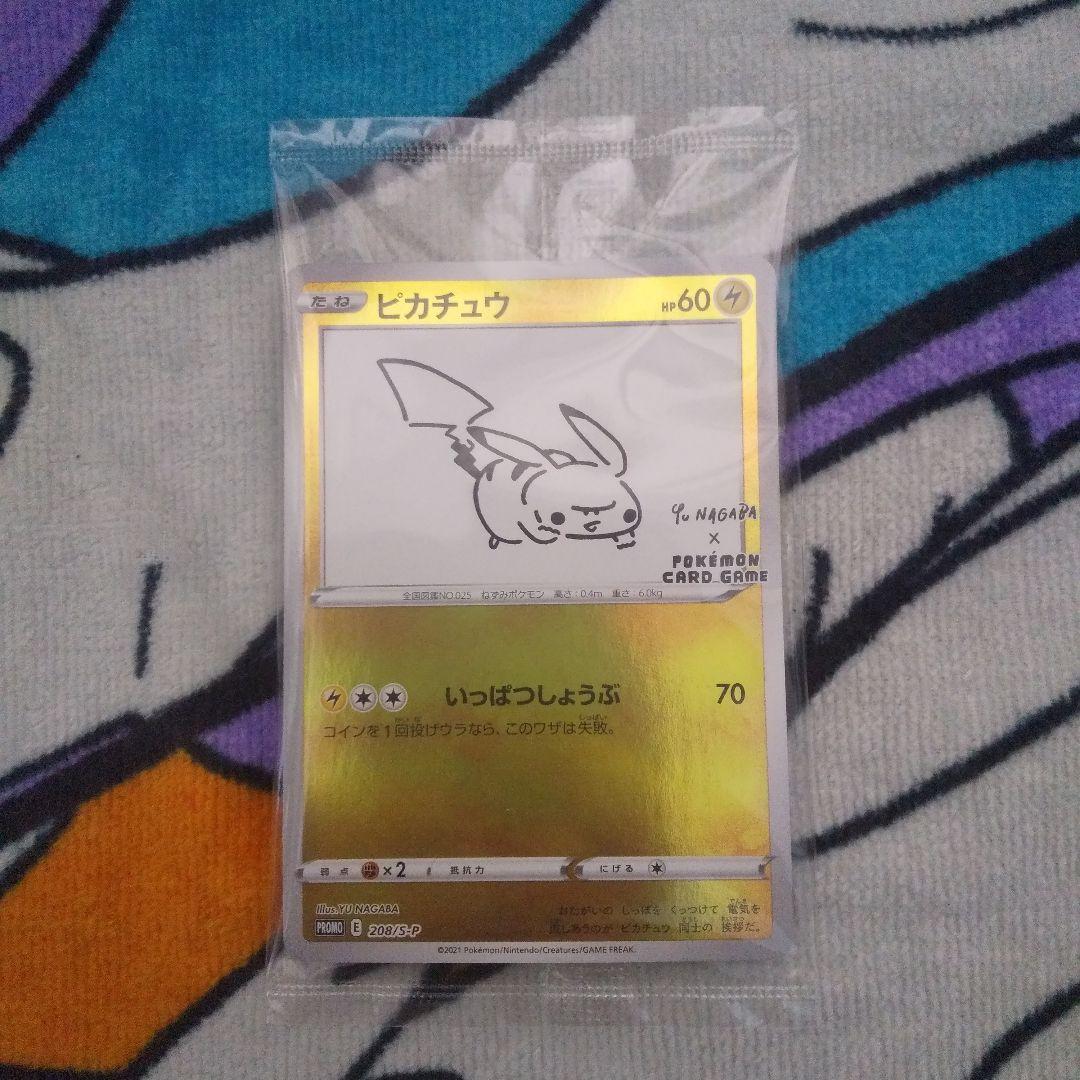 たね ピカチュウ HP60
Yu NAGABA
×
POKÉMON
CARD GAME
全国図鑑NO.025 ねずみポケモン 高さ:0.4m 重さ:6.0kg
いっぱつしょうぶ 70
コインを1回投げウラなら、このワザは失敗。
弱点 ×2 抵抗力 にげる
Illus.YU NAGABA
PROMO E 208/S-P
おたがいの しっぽを くっつけて 電気を
流しあうのが ピカチュウ 同士の 挨拶だ。
©2021 Pokémon/Nintendo/Creatures/GAME FREAK.